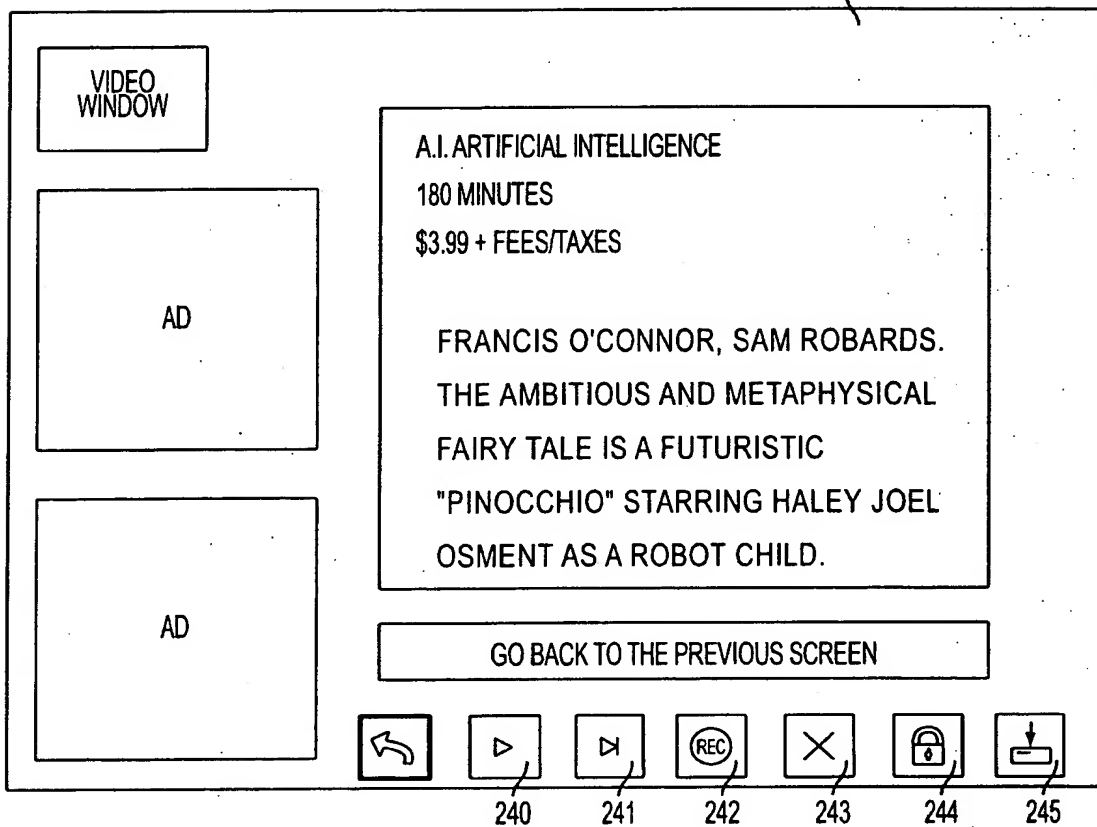 VIDEO
WINDOW
A.I. ARTIFICIAL INTELLIGENCE
180 MINUTES
$3.99 + FEES/TAXES
AD
FRANCIS O'CONNOR, SAM ROBARDS.
THE AMBITIOUS AND METAPHYSICAL
FAIRY TALE IS A FUTURISTIC
"PINOCCHIO" STARRING HALEY JOEL
OSMENT AS A ROBOT CHILD.
AD
GO BACK TO THE PREVIOUS SCREEN
REC
240 241 242 243 244 245